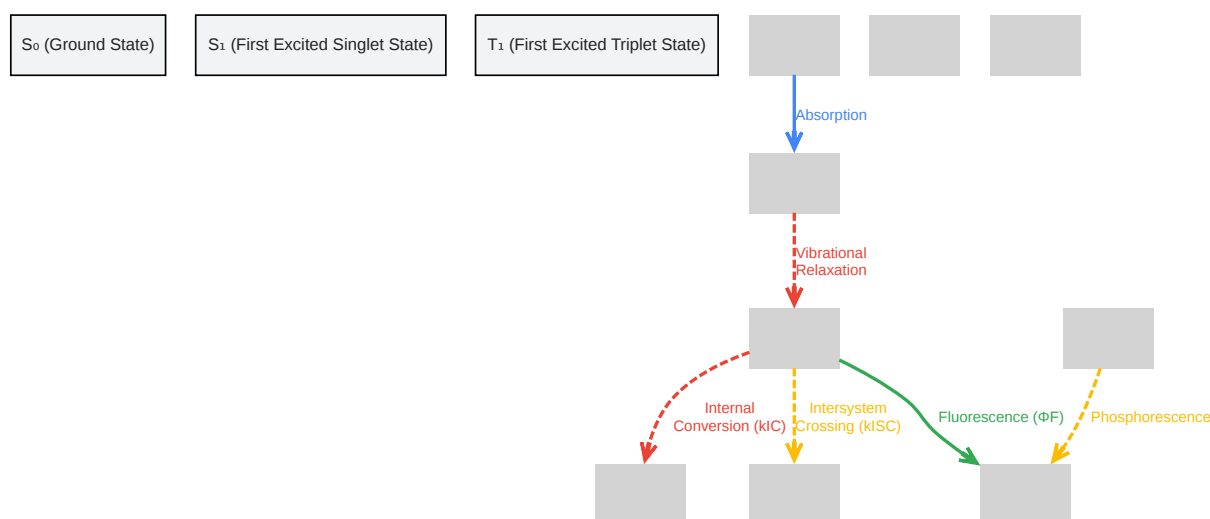 S₀ (Ground State)
S₁ (First Excited Singlet State)
T₁ (First Excited Triplet State)
Absorption
Vibrational
Relaxation
Internal
Conversion (kIC)
Intersystem
Crossing (kISC)
Fluorescence (ΦF)
Phosphorescence